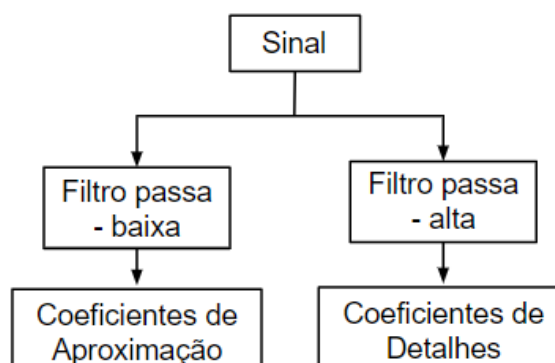 Sinal
Filtro passa
- baixa
Filtro passa
- alta
Coeficientes de
Aproximação
Coeficientes de
Detalhes